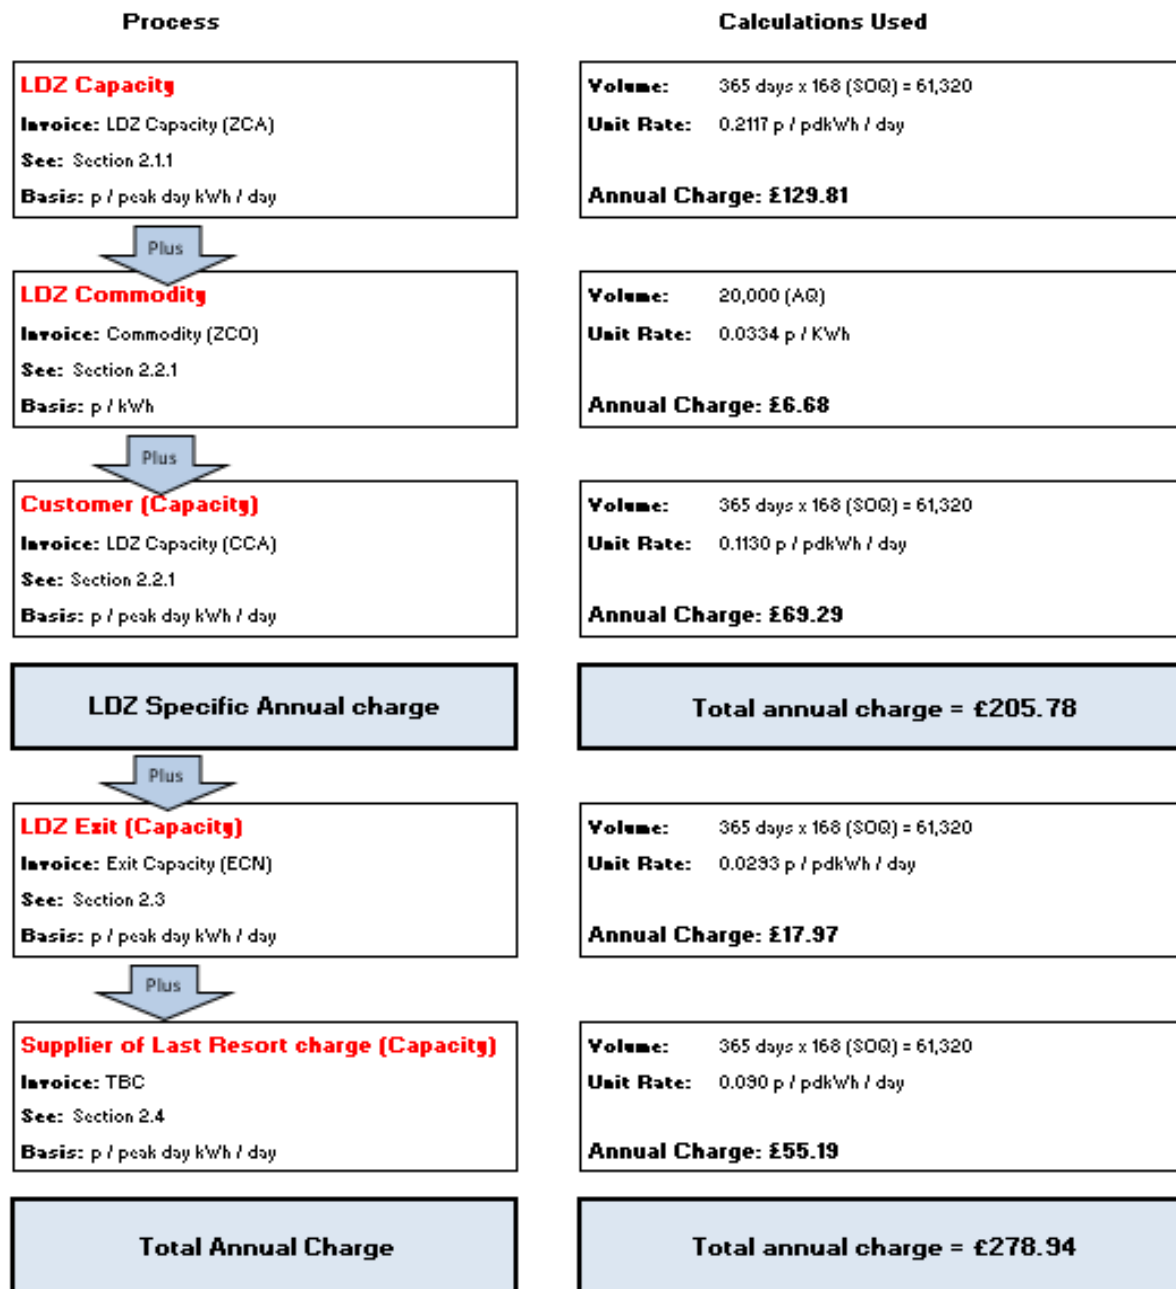 Process
Calculations Used
LDZ Capacity
Invoice: LDZ Capacity (ZCA)
See: Section 2.1.1
Basis: p / peak day kWh / day
Volume: 365 days x 168 (SOQ) = 61,320
Unit Rate: 0.2117 p / pdkWh / day
Annual Charge: £129.81
Plus
LDZ Commodity
Invoice: Commodity (ZCO)
See: Section 2.2.1
Basis: p / kWh
Volume: 20,000 (AQ)
Unit Rate: 0.0334 p / KWh
Annual Charge: £6.68
Plus
Customer (Capacity)
Invoice: LDZ Capacity (CCA)
See: Section 2.2.1
Basis: p / peak day kWh / day
Volume: 365 days x 168 (SOQ) = 61,320
Unit Rate: 0.1130 p / pdkWh / day
Annual Charge: £69.29
LDZ Specific Annual charge
Total annual charge = £205.78
Plus
LDZ Exit (Capacity)
Invoice: Exit Capacity (ECN)
See: Section 2.3
Basis: p / peak day kWh / day
Volume: 365 days x 168 (SOQ) = 61,320
Unit Rate: 0.0293 p / pdkWh / day
Annual Charge: £17.97
Plus
Supplier of Last Resort charge (Capacity)
Invoice: TBC
See: Section 2.4
Basis: p / peak day kWh / day
Volume: 365 days x 168 (SOQ) = 61,320
Unit Rate: 0.090 p / pdkWh / day
Annual Charge: £55.19
Total Annual Charge
Total annual charge = £278.94